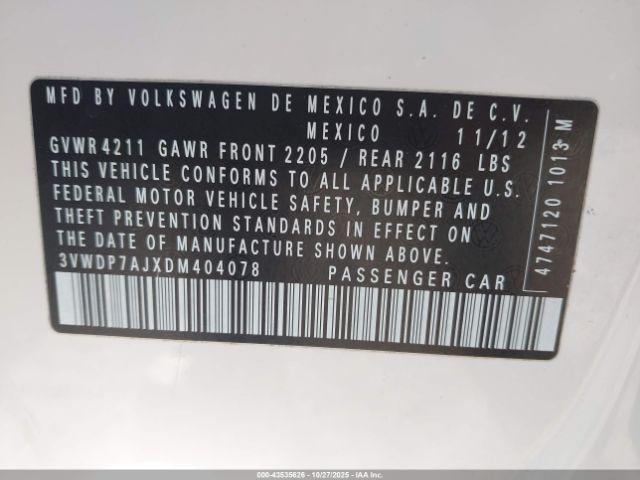 MFD BY VOLKSWAGEN DE MEXICO S.A. DE C.V.
MEXICO 11/12
GVWR 4211 GAWR FRONT 2205 / REAR 2116 LBS
THIS VEHICLE CONFORMS TO ALL APPLICABLE U.S.
FEDERAL MOTOR VEHICLE SAFETY, BUMPER AND
THEFT PREVENTION STANDARDS IN EFFECT ON
THE DATE OF MANUFACTURE SHOWN ABOVE.
3VWDP7AJXDM404078 PASSENGER CAR
4747120 1013 M
000-43535626 - 10/27/2025 - IAA, Inc.